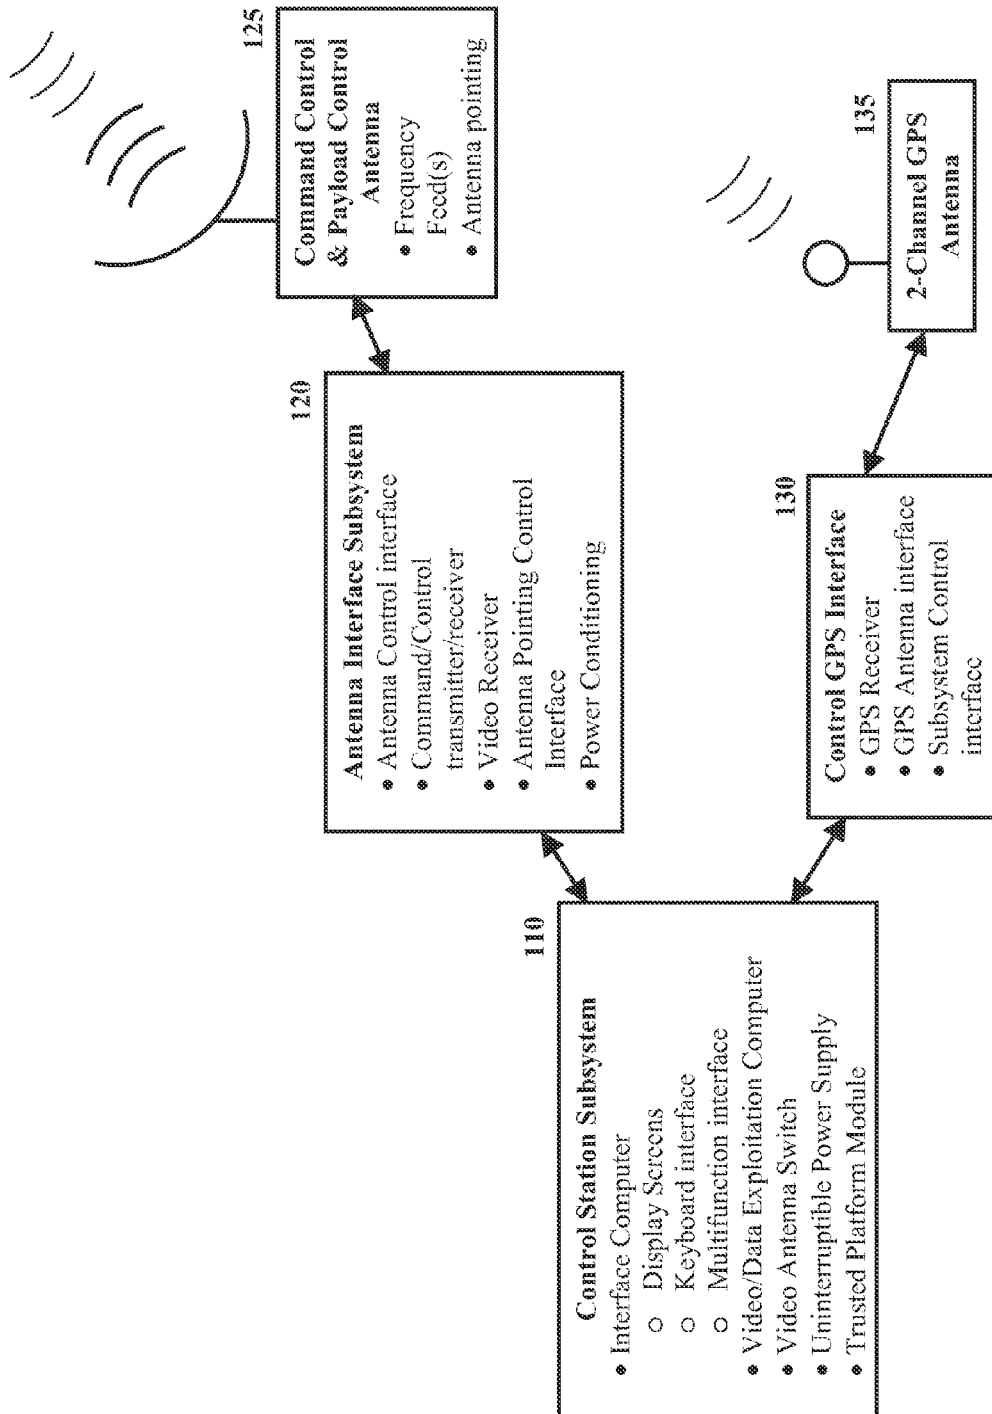 110
Control Station Subsystem
• Interface Computer
○ Display Screens
○ Keyboard interface
○ Multifunction interface
• Video/Data Exploitation Computer
• Video Antenna Switch
• Uninterruptible Power Supply
• Trusted Platform Module
120
Antenna Interface Subsystem
• Antenna Control interface
• Command/Control
transmitter/receiver
• Video Receiver
• Antenna Pointing Control
Interface
• Power Conditioning
125
Command Control
& Payload Control
Antenna
• Frequency
Feed(s)
• Antenna pointing
130
Control GPS Interface
• GPS Receiver
• GPS Antenna interface
• Subsystem Control
interface
135
2-Channel GPS
Antenna